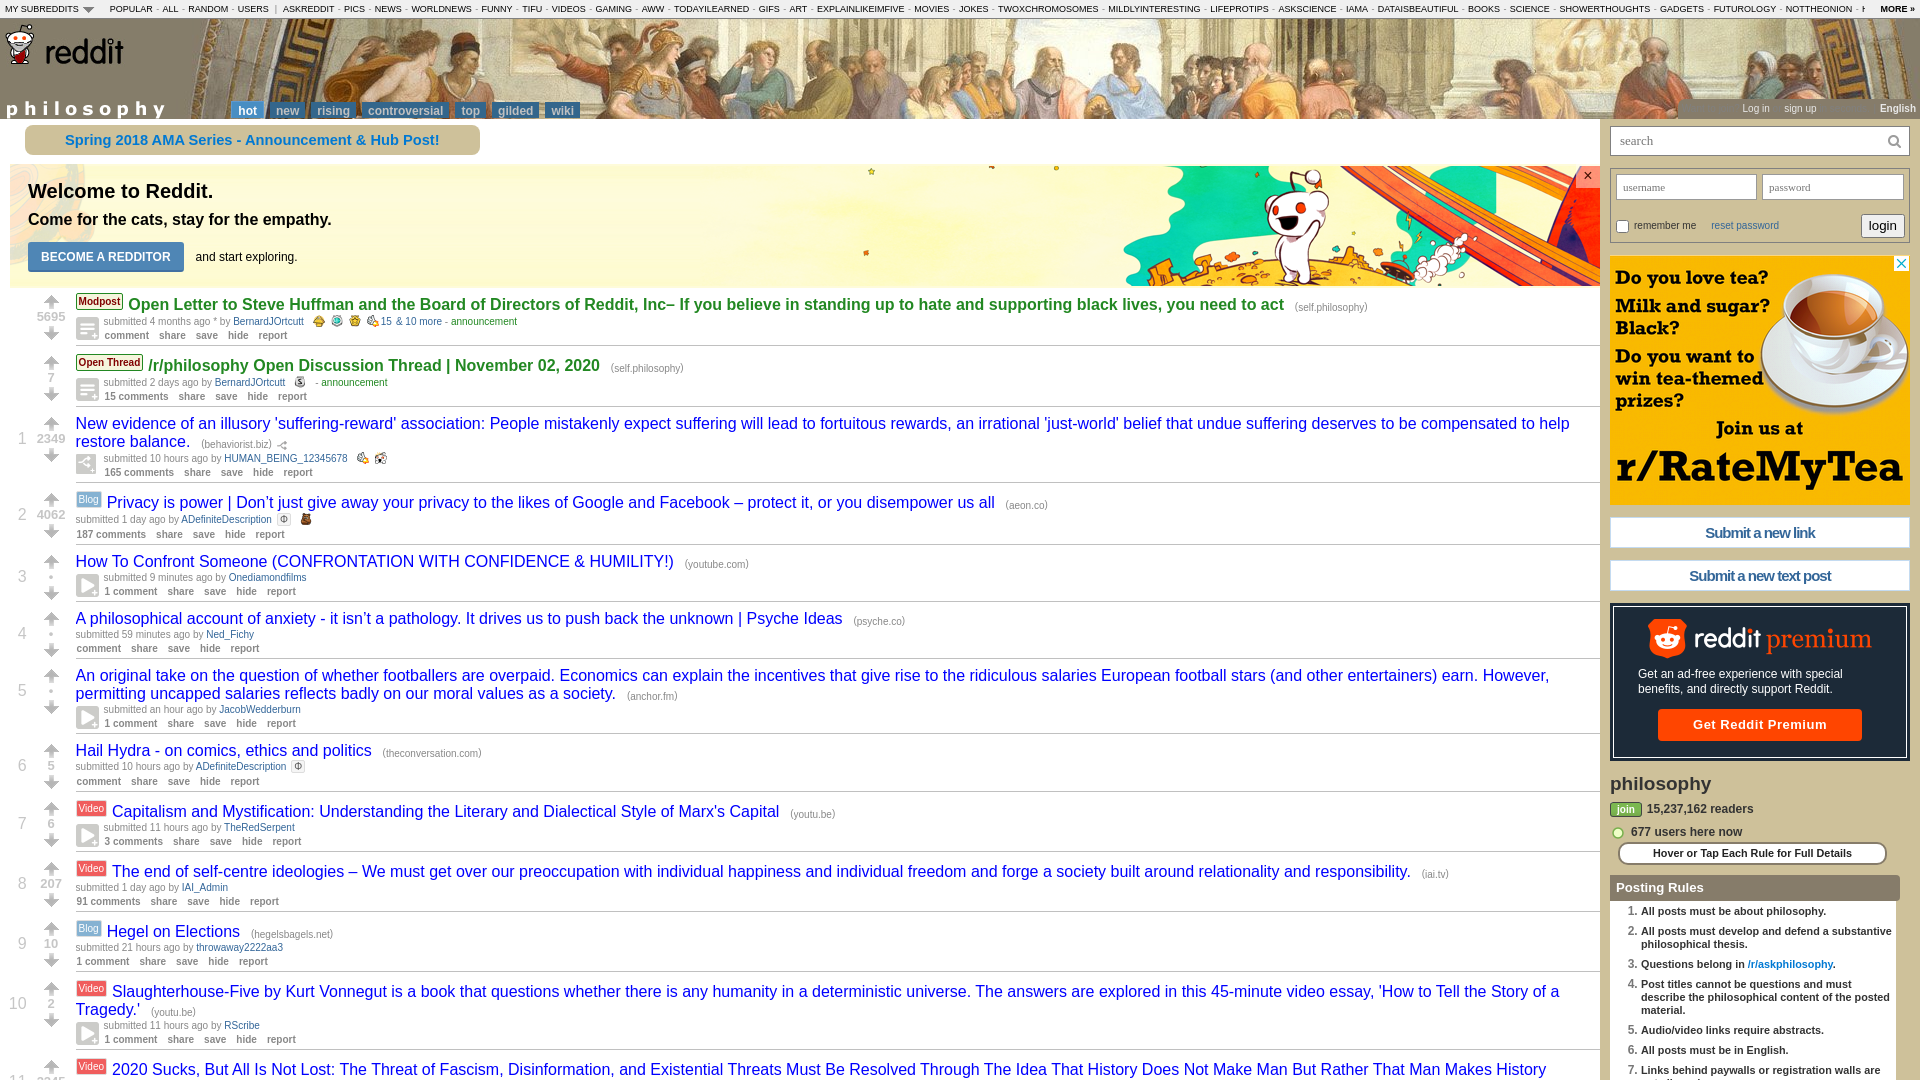 MY SUBREDDITS POPULAR - ALL - RANDOM - USERS | ASKREDDIT - PICS - NEWS - WORLDNEWS - FUNNY - TIFU - VIDEOS - GAMING - AWW - TODAYILEARNED - GIFS - ART - EXPLAINLIKEIMFIVE - MOVIES - JOKES - TWOXCHROMOSOMES - MILDLYINTERESTING - LIFEPROTIPS - ASKSCIENCE - IAMA - DATAISBEAUTIFUL - BOOKS - SCIENCE - SHOWERTHOUGHTS - GADGETS - FUTUROLOGY - NOTTHEONION - MORE »
reddit
philosophy hot new rising controversial top gilded wiki
Log in sign up English
Spring 2018 AMA Series - Announcement & Hub Post!
Welcome to Reddit.
Come for the cats, stay for the empathy.
BECOME A REDDITOR and start exploring.
×
5695
Modpost Open Letter to Steve Huffman and the Board of Directors of Reddit, Inc– If you believe in standing up to hate and supporting black lives, you need to act (self.philosophy)
submitted 4 months ago * by BernardJOrtcutt 15 & 10 more - announcement
comment share save hide report
7
Open Thread /r/philosophy Open Discussion Thread | November 02, 2020 (self.philosophy)
submitted 2 days ago by BernardJOrtcutt - announcement
15 comments share save hide report
1 2349
New evidence of an illusory 'suffering-reward' association: People mistakenly expect suffering will lead to fortuitous rewards, an irrational 'just-world' belief that undue suffering deserves to be compensated to help
restore balance. (behaviorist.biz)
submitted 10 hours ago by HUMAN_BEING_12345678
165 comments share save hide report
2 4062
Blog Privacy is power | Don’t just give away your privacy to the likes of Google and Facebook – protect it, or you disempower us all (aeon.co)
submitted 1 day ago by ADefiniteDescription Φ
187 comments share save hide report
3 •
How To Confront Someone (CONFRONTATION WITH CONFIDENCE & HUMILITY!) (youtube.com)
submitted 9 minutes ago by Onediamondfilms
1 comment share save hide report
4 •
A philosophical account of anxiety - it isn’t a pathology. It drives us to push back the unknown | Psyche Ideas (psyche.co)
submitted 59 minutes ago by Ned_Fichy
comment share save hide report
5 •
An original take on the question of whether footballers are overpaid. Economics can explain the incentives that give rise to the ridiculous salaries European football stars (and other entertainers) earn. However,
permitting uncapped salaries reflects badly on our moral values as a society. (anchor.fm)
submitted an hour ago by JacobWedderburn
1 comment share save hide report
6 5
Hail Hydra - on comics, ethics and politics (theconversation.com)
submitted 10 hours ago by ADefiniteDescription Φ
comment share save hide report
7 6
Video Capitalism and Mystification: Understanding the Literary and Dialectical Style of Marx's Capital (youtu.be)
submitted 11 hours ago by TheRedSerpent
3 comments share save hide report
8 207
Video The end of self-centre ideologies – We must get over our preoccupation with individual happiness and individual freedom and forge a society built around relationality and responsibility. (iai.tv)
submitted 1 day ago by IAI_Admin
91 comments share save hide report
9 10
Blog Hegel on Elections (hegelsbagels.net)
submitted 21 hours ago by throwaway2222aa3
1 comment share save hide report
10 2
Video Slaughterhouse-Five by Kurt Vonnegut is a book that questions whether there is any humanity in a deterministic universe. The answers are explored in this 45-minute video essay, 'How to Tell the Story of a
Tragedy.' (youtu.be)
submitted 11 hours ago by RScribe
1 comment share save hide report
Video 2020 Sucks, But All Is Not Lost: The Threat of Fascism, Disinformation, and Existential Threats Must Be Resolved Through The Idea That History Does Not Make Man But Rather That Man Makes History
search
username password
remember me reset password login
Do you love tea?
Milk and sugar?
Black?
Do you want to
win tea-themed
prizes?
Join us at
r/RateMyTea
Submit a new link
Submit a new text post
reddit premium
Get an ad-free experience with special
benefits, and directly support Reddit.
Get Reddit Premium
philosophy
join 15,237,162 readers
677 users here now
Hover or Tap Each Rule for Full Details
Posting Rules
1. All posts must be about philosophy.
2. All posts must develop and defend a substantive
philosophical thesis.
3. Questions belong in /r/askphilosophy.
4. Post titles cannot be questions and must
describe the philosophical content of the posted
material.
5. Audio/video links require abstracts.
6. All posts must be in English.
7. Links behind paywalls or registration walls are